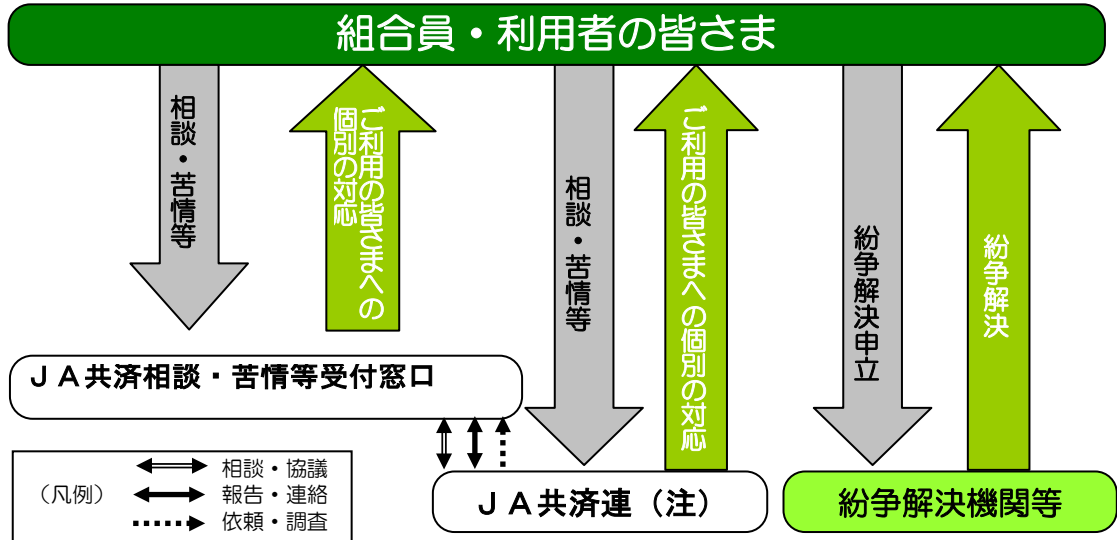 組合員・利用者の皆さま
相談・苦情等
ご利用の皆さまへの
個別の対応
相談・苦情等
ご利用の皆さまへの個別の対応
紛争解決申立
紛争解決
ＪＡ共済相談・苦情等受付窓口
（凡例）
相談・協議
報告・連絡
依頼・調査
ＪＡ共済連（注）
紛争解決機関等